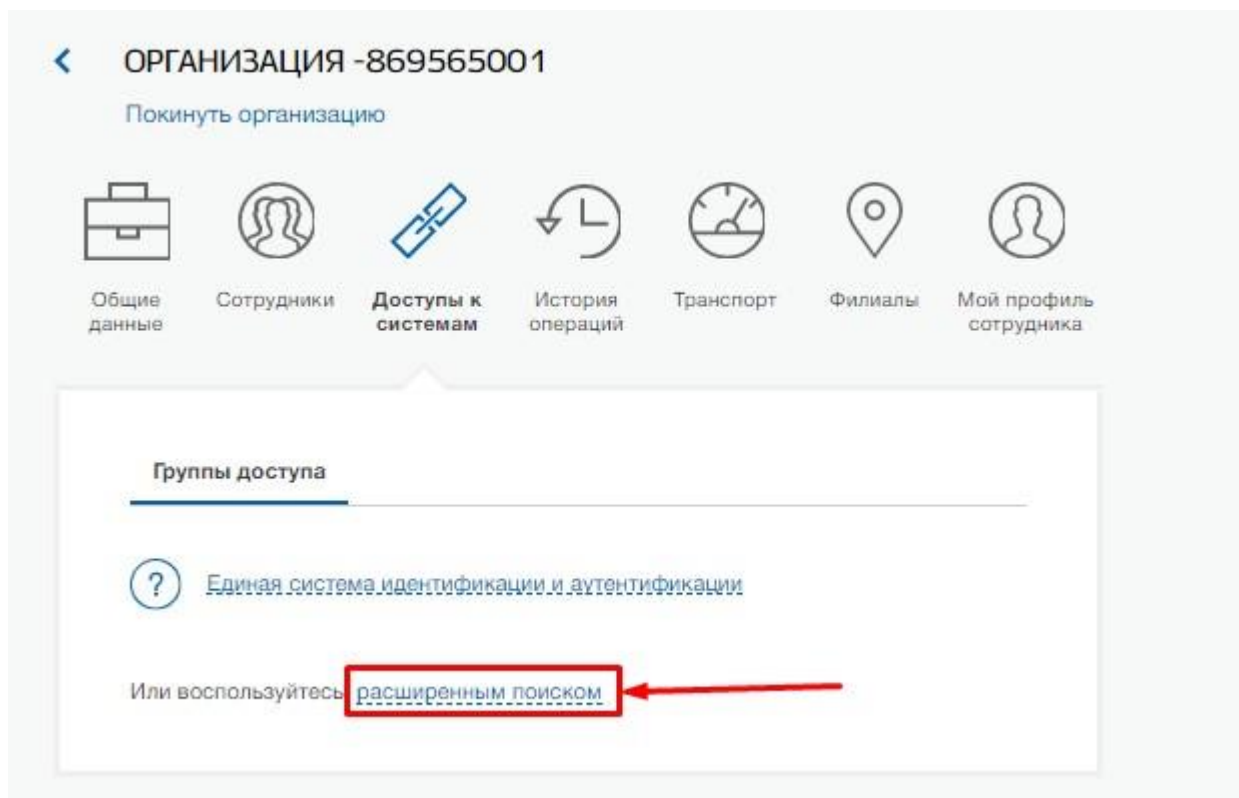 ОРГАНИЗАЦИЯ -869565001
Покинуть организацию
Общие данные
Сотрудники
Доступы к системам
История операций
Транспорт
Филиалы
Мой профиль сотрудника
Группы доступа
? Единая система идентификации и аутентификации
Или воспользуйтесь расширенным поиском